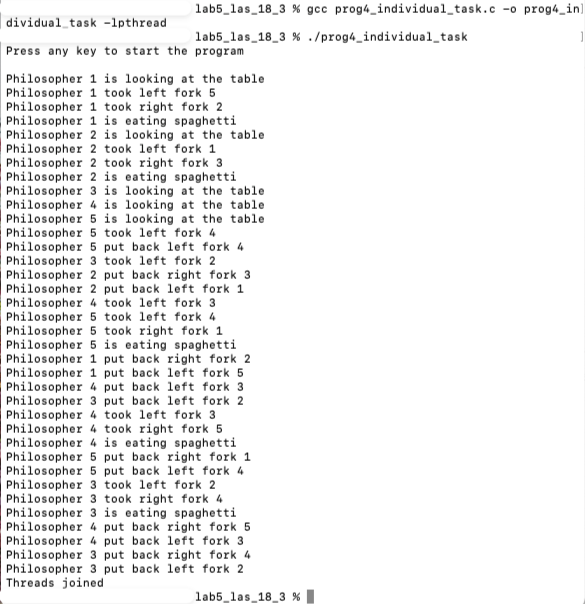 lab5_las_18_3 % gcc prog4_individual_task.c -o prog4_in]
dividual_task -lpthread
lab5_las_18_3 % ./prog4_individual_task ]
Press any key to start the program
Philosopher 1 is looking at the table
Philosopher 1 took left fork 5
Philosopher 1 took right fork 2
Philosopher 1 is eating spaghetti
Philosopher 2 is looking at the table
Philosopher 2 took left fork 1
Philosopher 2 took right fork 3
Philosopher 2 is eating spaghetti
Philosopher 3 is looking at the table
Philosopher 4 is looking at the table
Philosopher 5 is looking at the table
Philosopher 5 took left fork 4
Philosopher 5 put back left fork 4
Philosopher 3 took left fork 2
Philosopher 2 put back right fork 3
Philosopher 2 put back left fork 1
Philosopher 4 took left fork 3
Philosopher 5 took left fork 4
Philosopher 5 took right fork 1
Philosopher 5 is eating spaghetti
Philosopher 1 put back right fork 2
Philosopher 1 put back left fork 5
Philosopher 4 put back left fork 3
Philosopher 3 put back left fork 2
Philosopher 4 took left fork 3
Philosopher 4 took right fork 5
Philosopher 4 is eating spaghetti
Philosopher 5 put back right fork 1
Philosopher 5 put back left fork 4
Philosopher 3 took left fork 2
Philosopher 3 took right fork 4
Philosopher 3 is eating spaghetti
Philosopher 4 put back right fork 5
Philosopher 4 put back left fork 3
Philosopher 3 put back right fork 4
Philosopher 3 put back left fork 2
Threads joined
lab5_las_18_3 %